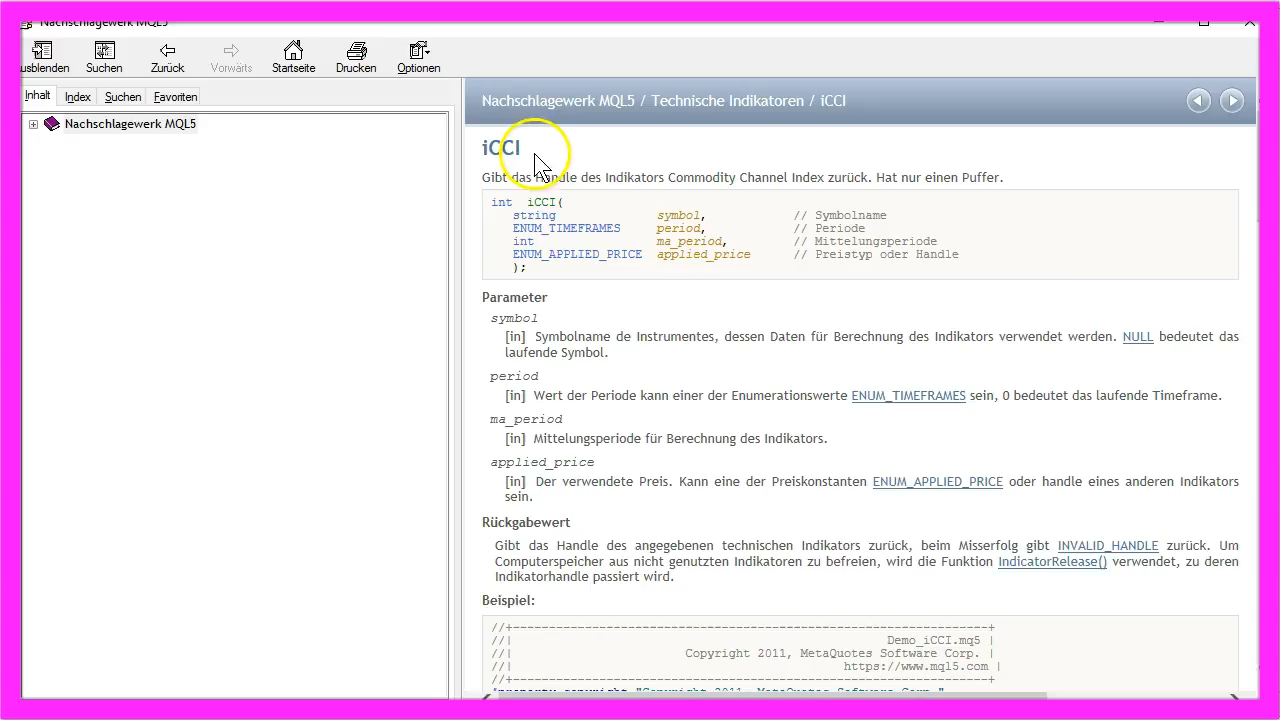 Nachschlagewerk MQL5
usblenden Suchen Zurück Vorwärts Startseite Drucken Optionen
Inhalt Index Suchen Favoriten
Nachschlagewerk MQL5
Nachschlagewerk MQL5 / Technische Indikatoren / iCCI
iCCI
Gibt das Handle des Indikators Commodity Channel Index zurück. Hat nur einen Puffer.
int iCCI(
string symbol, // Symbolname
ENUM_TIMEFRAMES period, // Periode
int ma_period, // Mittelungsperiode
ENUM_APPLIED_PRICE applied_price // Preistyp oder Handle
);
Parameter
symbol
[in] Symbolname de Instrumentes, dessen Daten für Berechnung des Indikators verwendet werden. NULL bedeutet das
laufende Symbol.
period
[in] Wert der Periode kann einer der Enumerationswerte ENUM_TIMEFRAMES sein, 0 bedeutet das laufende Timeframe.
ma_period
[in] Mittelungsperiode für Berechnung des Indikators.
applied_price
[in] Der verwendete Preis. Kann eine der Preiskonstanten ENUM_APPLIED_PRICE oder handle eines anderen Indikators
sein.
Rückgabewert
Gibt das Handle des angegebenen technischen Indikators zurück, beim Misserfolg gibt INVALID_HANDLE zurück. Um
Computerspeicher aus nicht genutzten Indikatoren zu befreien, wird die Funktion IndicatorRelease() verwendet, zu deren
Indikatorhandle passiert wird.
Beispiel:
//+------------------------------------------------------------------+
//| Demo_iCCI.mq5 |
//| Copyright 2011, MetaQuotes Software Corp. |
//| https://www.mql5.com |
//+------------------------------------------------------------------+
#property copyright "Copyright 2011, MetaQuotes Software Corp."